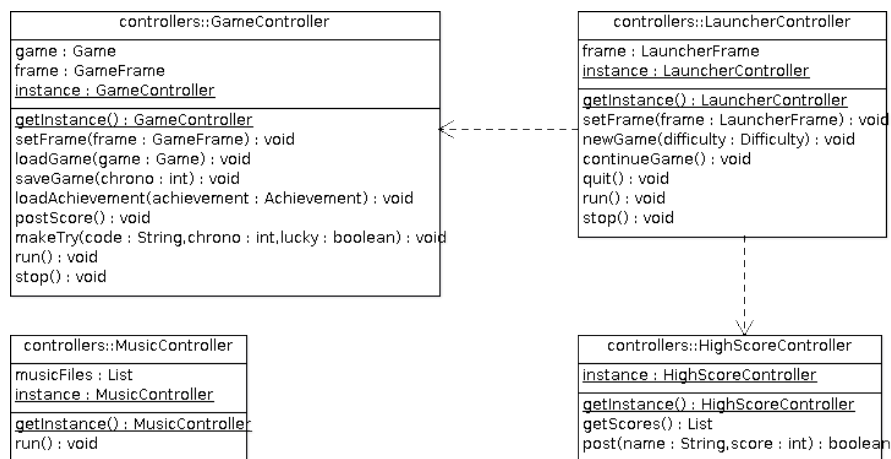 controllers::GameController
game : Game
frame : GameFrame
instance : GameController
getInstance() : GameController
setFrame(frame : GameFrame) : void
loadGame(game : Game) : void
saveGame(chrono : int) : void
loadAchievement(achievement : Achievement) : void
postScore() : void
makeTry(code : String,chrono : int,lucky : boolean) : void
run() : void
stop() : void
controllers::LauncherController
frame : LauncherFrame
instance : LauncherController
getInstance() : LauncherController
setFrame(frame : LauncherFrame) : void
newGame(difficulty : Difficulty) : void
continueGame() : void
quit() : void
run() : void
stop() : void
controllers::MusicController
musicFiles : List
instance : MusicController
getInstance() : MusicController
run() : void
controllers::HighScoreController
instance : HighScoreController
getInstance() : HighScoreController
getScores() : List
post(name : String,score : int) : boolean